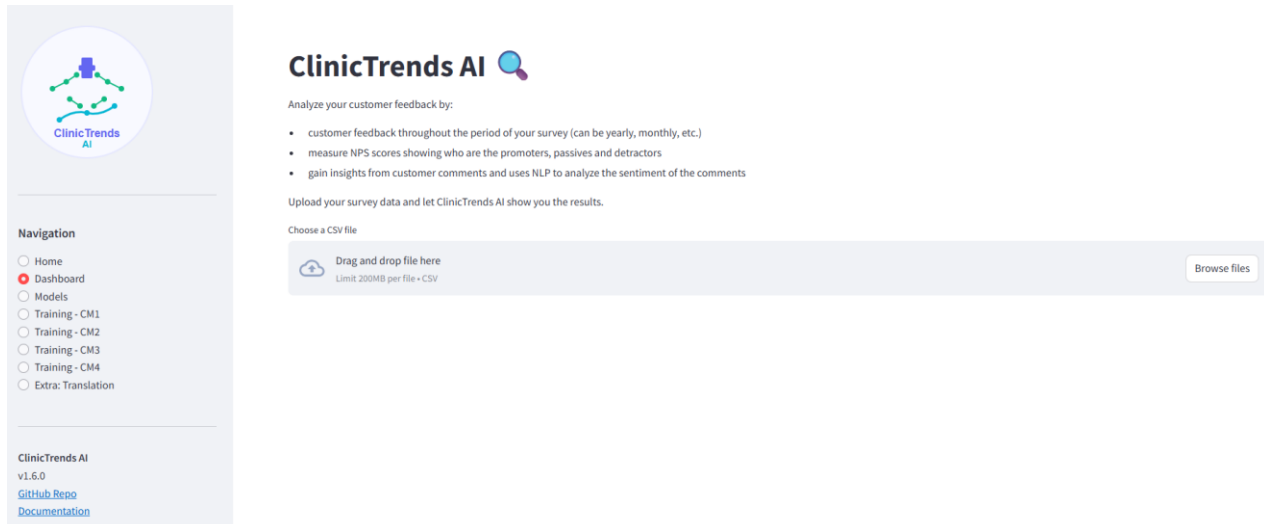 ClinicTrends
AI
Navigation
Home
Dashboard
Models
Training - CM1
Training - CM2
Training - CM3
Training - CM4
Extra: Translation
ClinicTrends AI
v1.6.0
GitHub Repo
Documentation
ClinicTrends AI
Analyze your customer feedback by:
• customer feedback throughout the period of your survey (can be yearly, monthly, etc.)
• measure NPS scores showing who are the promoters, passives and detractors
• gain insights from customer comments and uses NLP to analyze the sentiment of the comments
Upload your survey data and let ClinicTrends AI show you the results.
Choose a CSV file
Drag and drop file here
Limit 200MB per file • CSV
Browse files